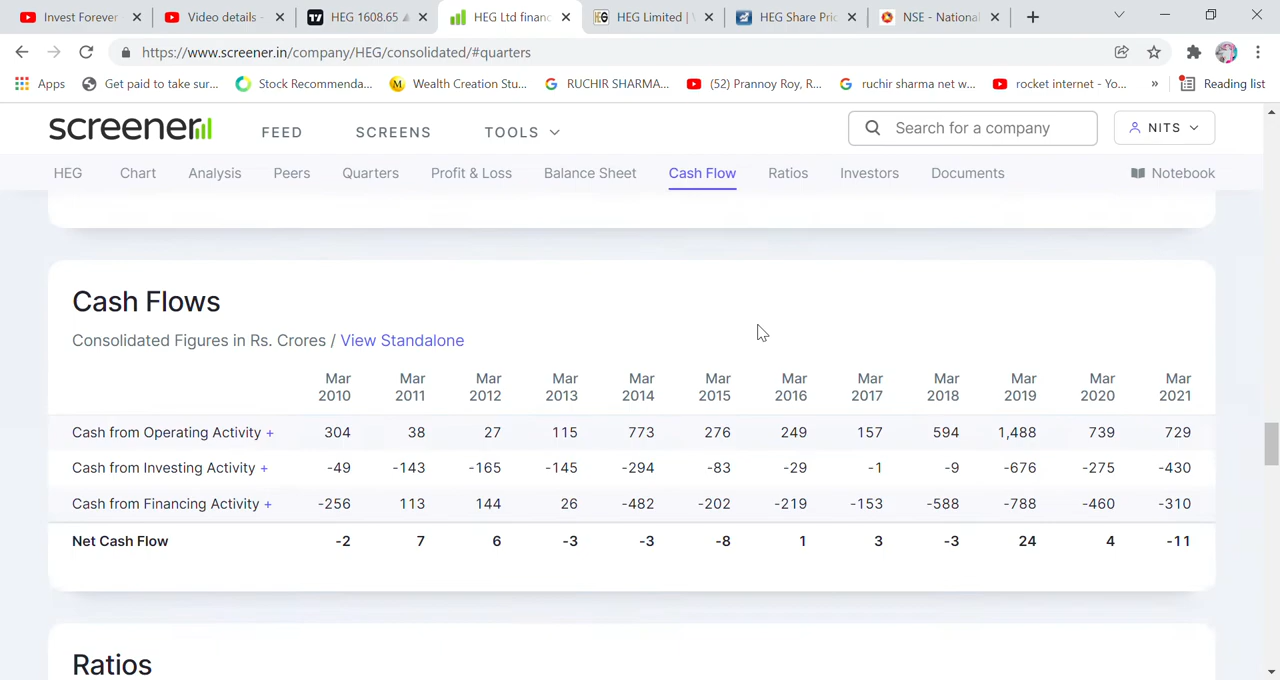 Invest Forever
Video details -
HEG 1608.65
HEG Ltd financ
HEG Limited |
HEG Share Pric
NSE - National
https://www.screener.in/company/HEG/consolidated/#quarters
Apps
Get paid to take sur...
Stock Recommenda...
Wealth Creation Stu...
RUCHIR SHARMA...
(52) Prannoy Roy, R...
ruchir sharma net w...
rocket internet - Yo...
»
Reading list
screener
FEED
SCREENS
TOOLS
Search for a company
NITS
HEG
Chart
Analysis
Peers
Quarters
Profit & Loss
Balance Sheet
Cash Flow
Ratios
Investors
Documents
Notebook
Cash Flows
Consolidated Figures in Rs. Crores / View Standalone
Mar 2010 Mar 2011 Mar 2012 Mar 2013 Mar 2014 Mar 2015 Mar 2016 Mar 2017 Mar 2018 Mar 2019 Mar 2020 Mar 2021
Cash from Operating Activity + 304 38 27 115 773 276 249 157 594 1,488 739 729
Cash from Investing Activity + -49 -143 -165 -145 -294 -83 -29 -1 -9 -676 -275 -430
Cash from Financing Activity + -256 113 144 26 -482 -202 -219 -153 -588 -788 -460 -310
Net Cash Flow -2 7 6 -3 -3 -8 1 3 -3 24 4 -11
Ratios